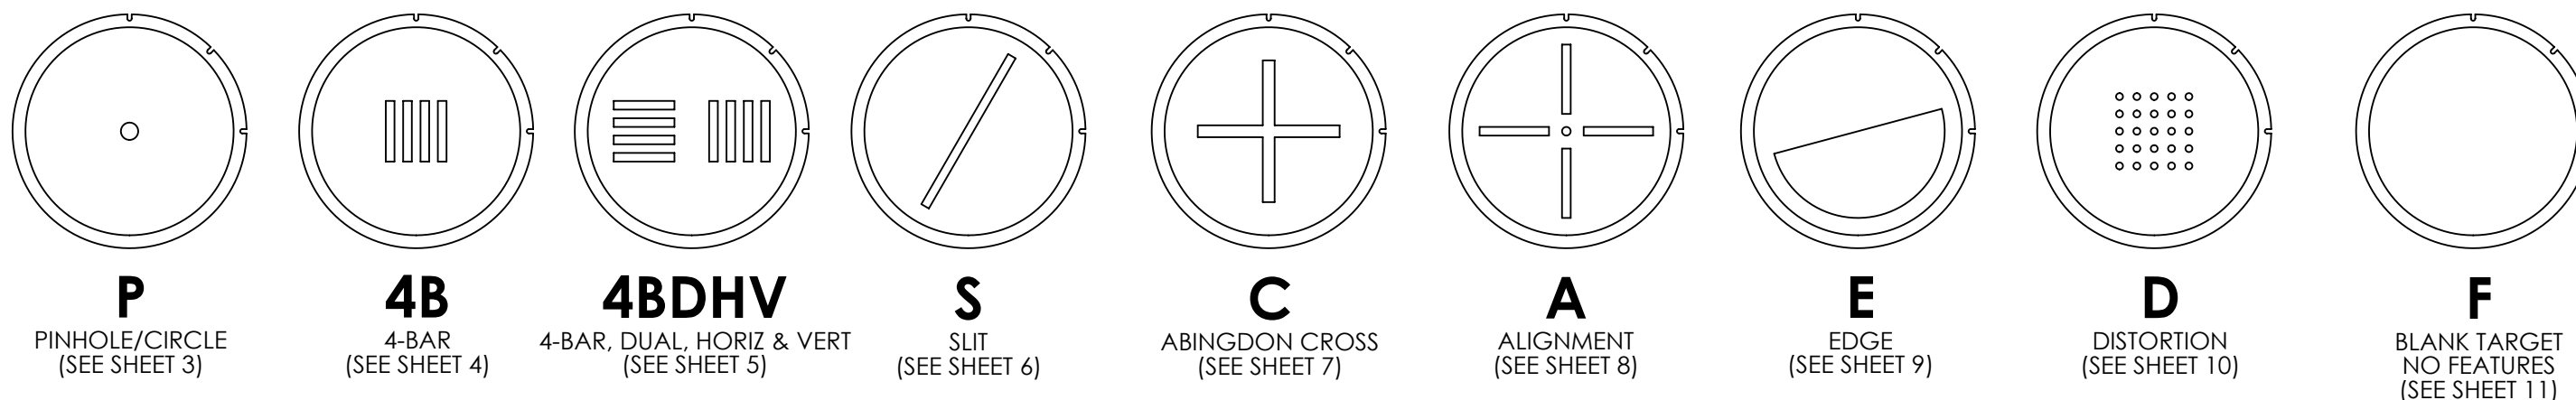 P
PINHOLE/CIRCLE
(SEE SHEET 3)
4B
4-BAR
(SEE SHEET 4)
4BDHV
4-BAR, DUAL, HORIZ & VERT
(SEE SHEET 5)
S
SLIT
(SEE SHEET 6)
C
ABINGDON CROSS
(SEE SHEET 7)
A
ALIGNMENT
(SEE SHEET 8)
E
EDGE
(SEE SHEET 9)
D
DISTORTION
(SEE SHEET 10)
F
BLANK TARGET
NO FEATURES
(SEE SHEET 11)